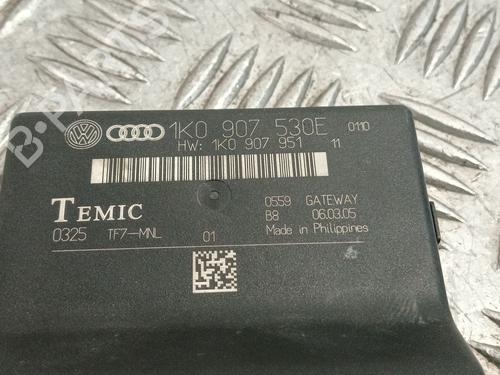 1K0 907 530E 0110
HW: 1K0 907 951 11
TEMIC
0559 GATEWAY
B8 06.03.05
0325 TF7-MNL 01
Made in Philippines